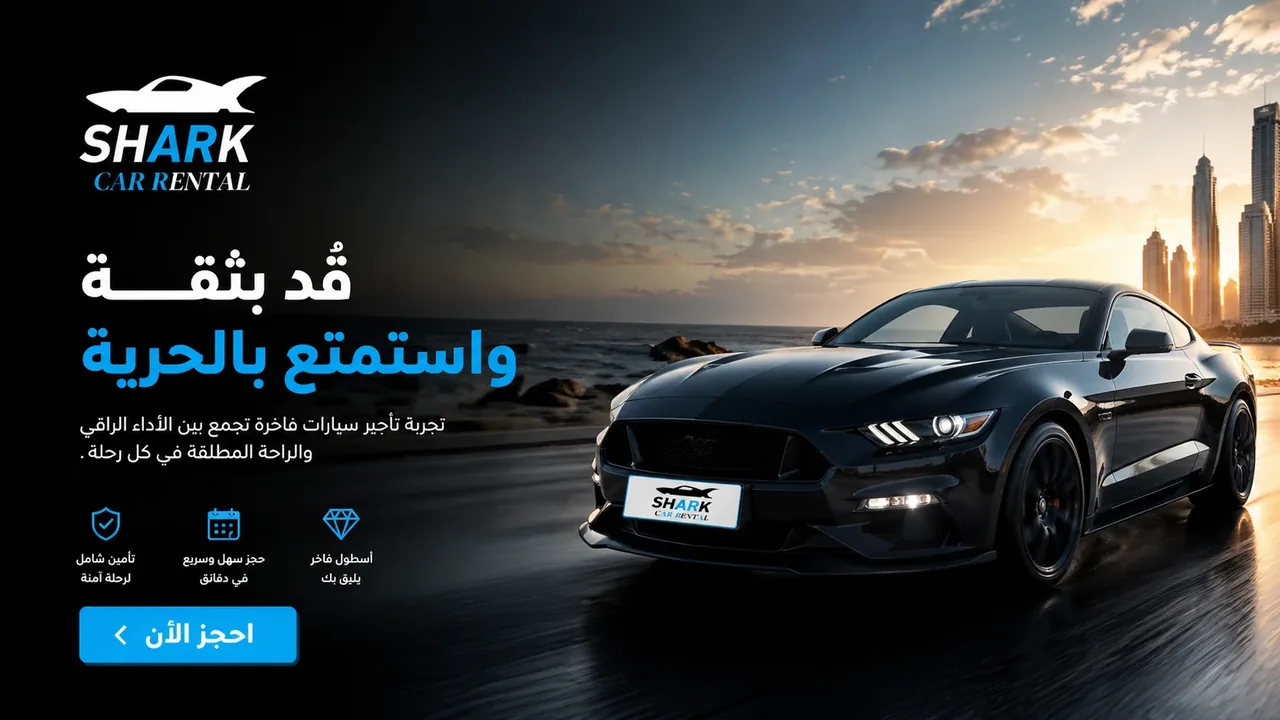 SHARK
CAR RENTAL
قُد بثقـــــة
واستمتع بالحرية
تجربة تأجير سيارات فاخرة تجمع بين الأداء الراقي
والراحة المطلقة في كل رحلة .
أسطول فاخر
يليق بك
حجز سهل وسريع
في دقائق
تأمين شامل
لرحلة آمنة
احجز الأن
SHARK
CAR RENTAL